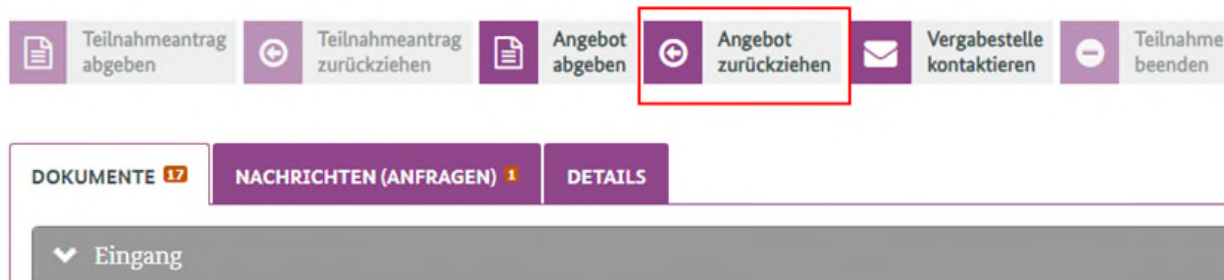 Teilnahmeantrag
abgeben
Teilnahmeantrag
zurückziehen
Angebot
abgeben
Angebot
zurückziehen
Vergabestelle
kontaktieren
Teilnahme
beenden
DOKUMENTE 17
NACHRICHTEN (ANFRAGEN) 1
DETAILS
Eingang